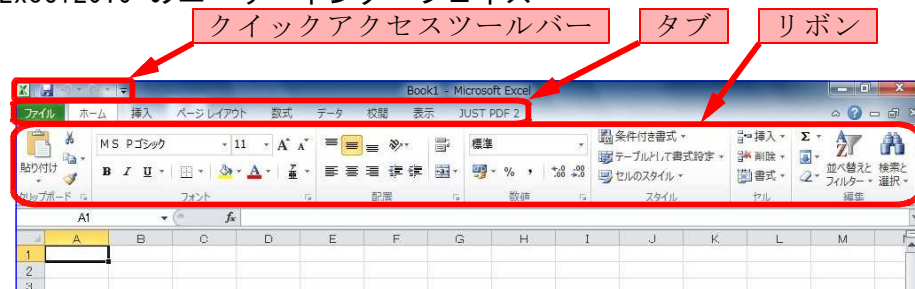 Excel2010 のユーザーインターフェイス
クイックアクセスツールバー タブ リボン
Book1 - Microsoft Excel
ファイル ホーム 挿入 ページ レイアウト 数式 データ 校閲 表示 JUST PDF 2
ＭＳ Ｐゴシック 11 A A 標準 条件付き書式 挿入 Σ
貼り付け B I U A % , テーブルとして書式設定 削除 並べ替えと 検索と
セルのスタイル 書式 フィルター 選択
クリップボード フォント 配置 数値 スタイル セル 編集
A1 fx
A B C D E F G H I J K L M
1
2
3